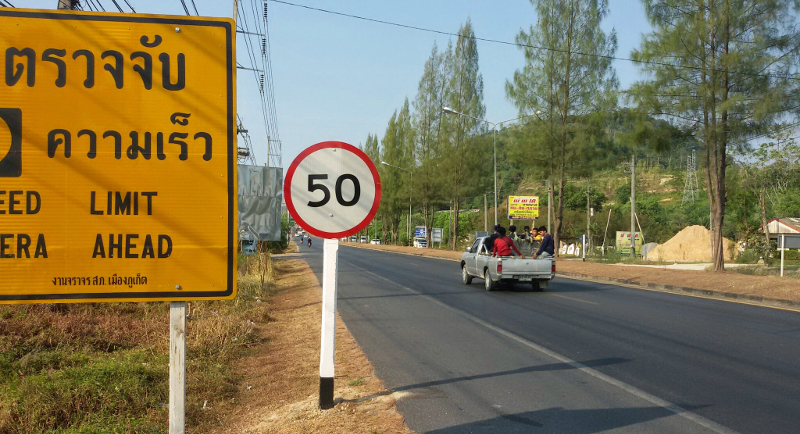 ตรวจจับ
ความเร็ว
EED LIMIT
ERA AHEAD
งานจราจร สภ.เมืองภูเก็ต
50